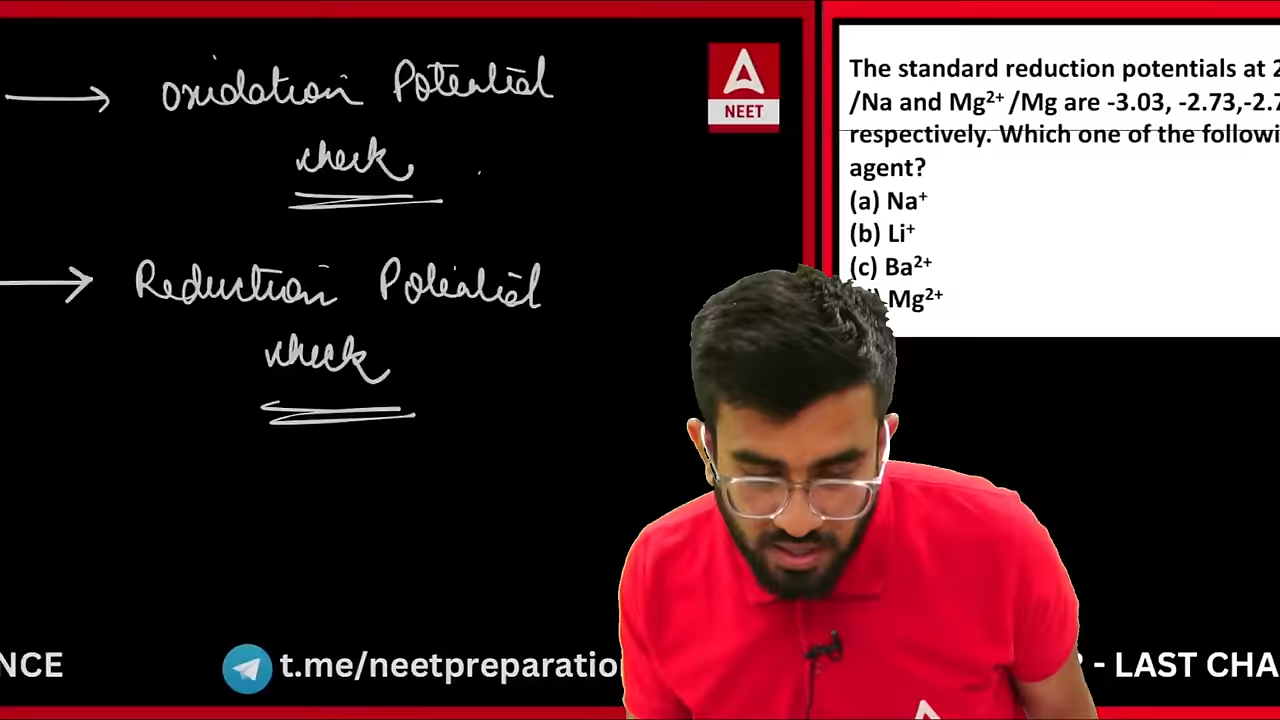 oxidation Potential
check
Reduction Potential
check
NEET
The standard reduction potentials at 2
/Na and Mg²⁺ /Mg are -3.03, -2.73,-2.7
respectively. Which one of the followi
agent?
(a) Na⁺
(b) Li⁺
(c) Ba²⁺
Mg²⁺
NCE
t.me/neetpreparatio
- LAST CHA